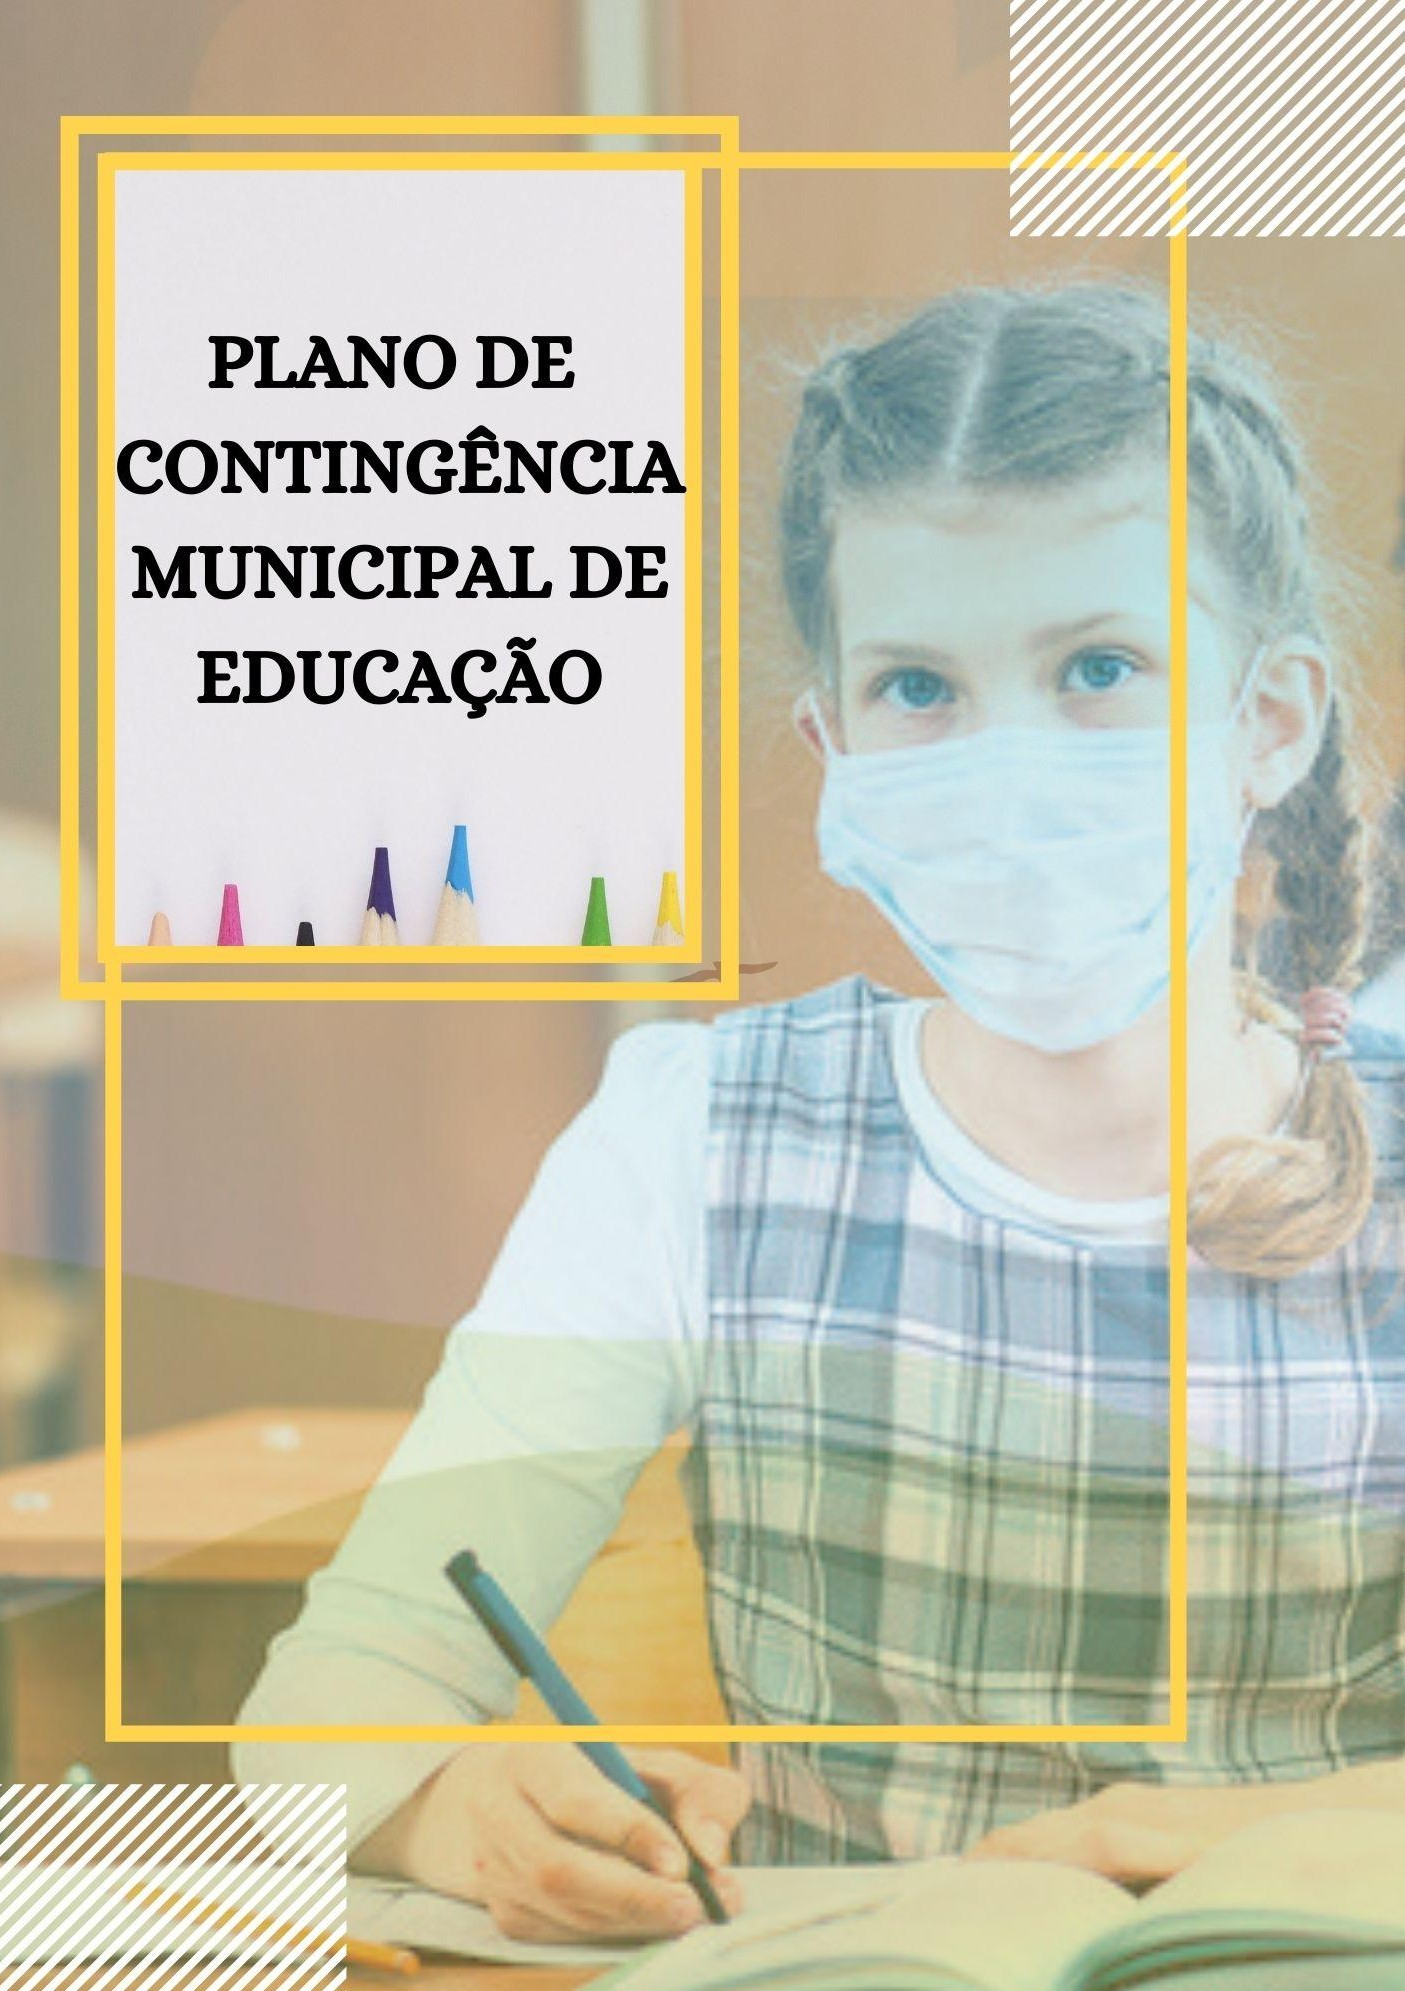 PLANO DE
CONTINGÊNCIA
MUNICIPAL DE
EDUCAÇÃO